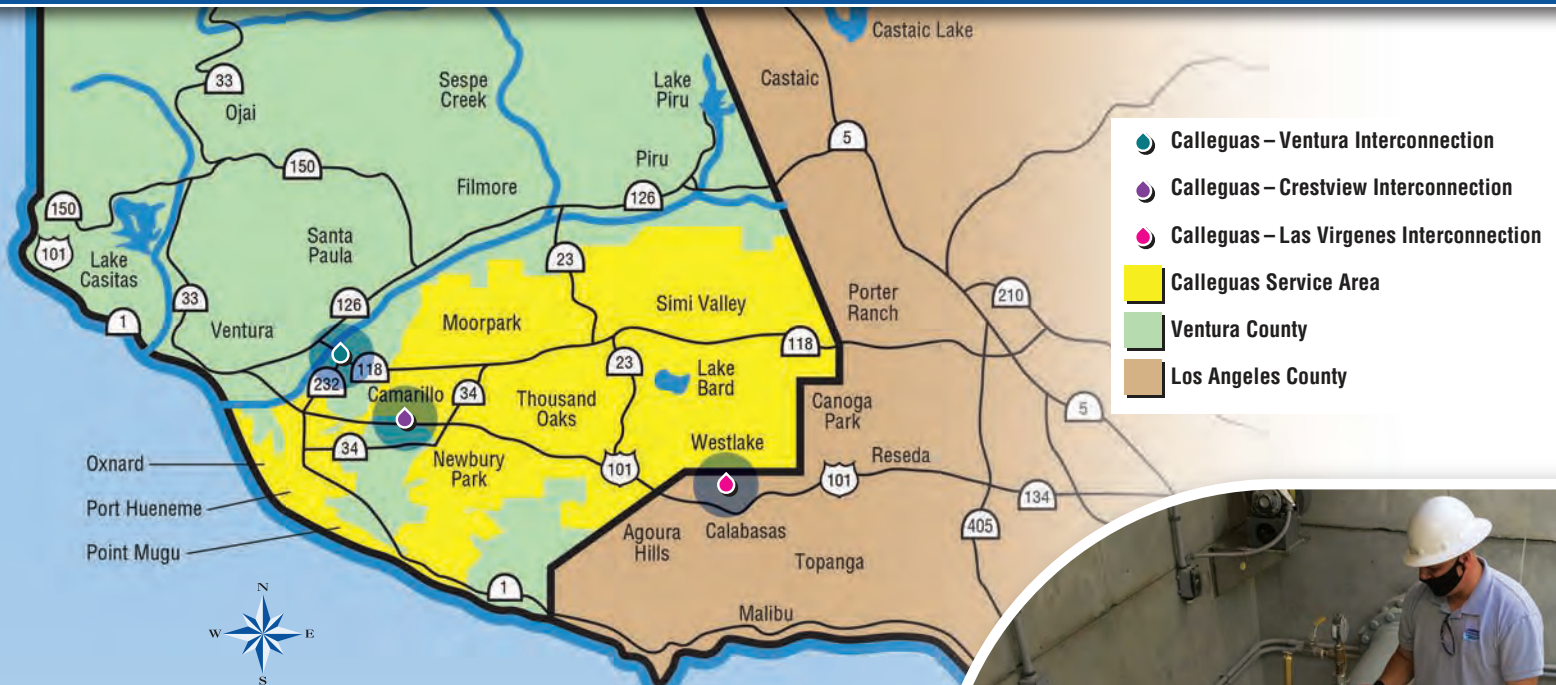 Castaic Lake
Castaic
Lake
Piru
Sespe
Creek
33
Ojai
5
150
Piru
Filmore
126
150
101
Lake
Casitas
Santa
Paula
23
33
126
1
Ventura
Moorpark
Simi Valley
Porter
Ranch
210
118
232
118
Camarillo
34
23
Lake
Bard
Thousand
Oaks
Canoga
Park
5
34
Newbury
Park
Westlake
101
101
Reseda
134
405
Oxnard
Port Hueneme
Point Mugu
Agoura
Hills
Calabasas
Topanga
1
Malibu
N
W
E
S
Calleguas – Ventura Interconnection
Calleguas – Crestview Interconnection
Calleguas – Las Virgenes Interconnection
Calleguas Service Area
Ventura County
Los Angeles County